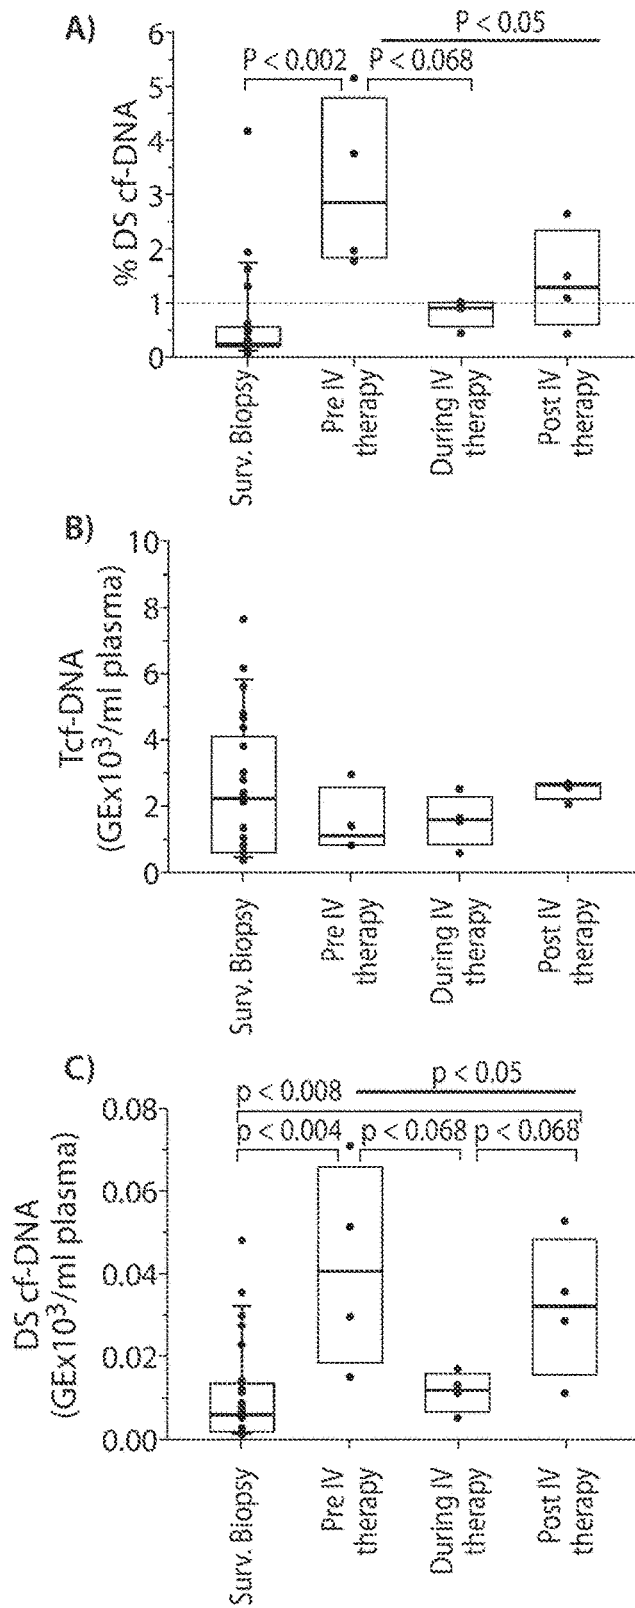 A)
P < 0.05
P < 0.002
P < 0.068
% DS cf-DNA
6
5
4
3
2
1
0
Surv. Biopsy
Pre IV
therapy
During IV
therapy
Post IV
therapy
B)
Tcf-DNA
(GEx10³/ml plasma)
10
8
6
4
2
0
Surv. Biopsy
Pre IV
therapy
During IV
therapy
Post IV
therapy
C)
p < 0.05
p < 0.008
p < 0.004
p < 0.068
p < 0.068
DS cf-DNA
(GEx10³/ml plasma)
0.08
0.06
0.04
0.02
0.00
Surv. Biopsy
Pre IV
therapy
During IV
therapy
Post IV
therapy